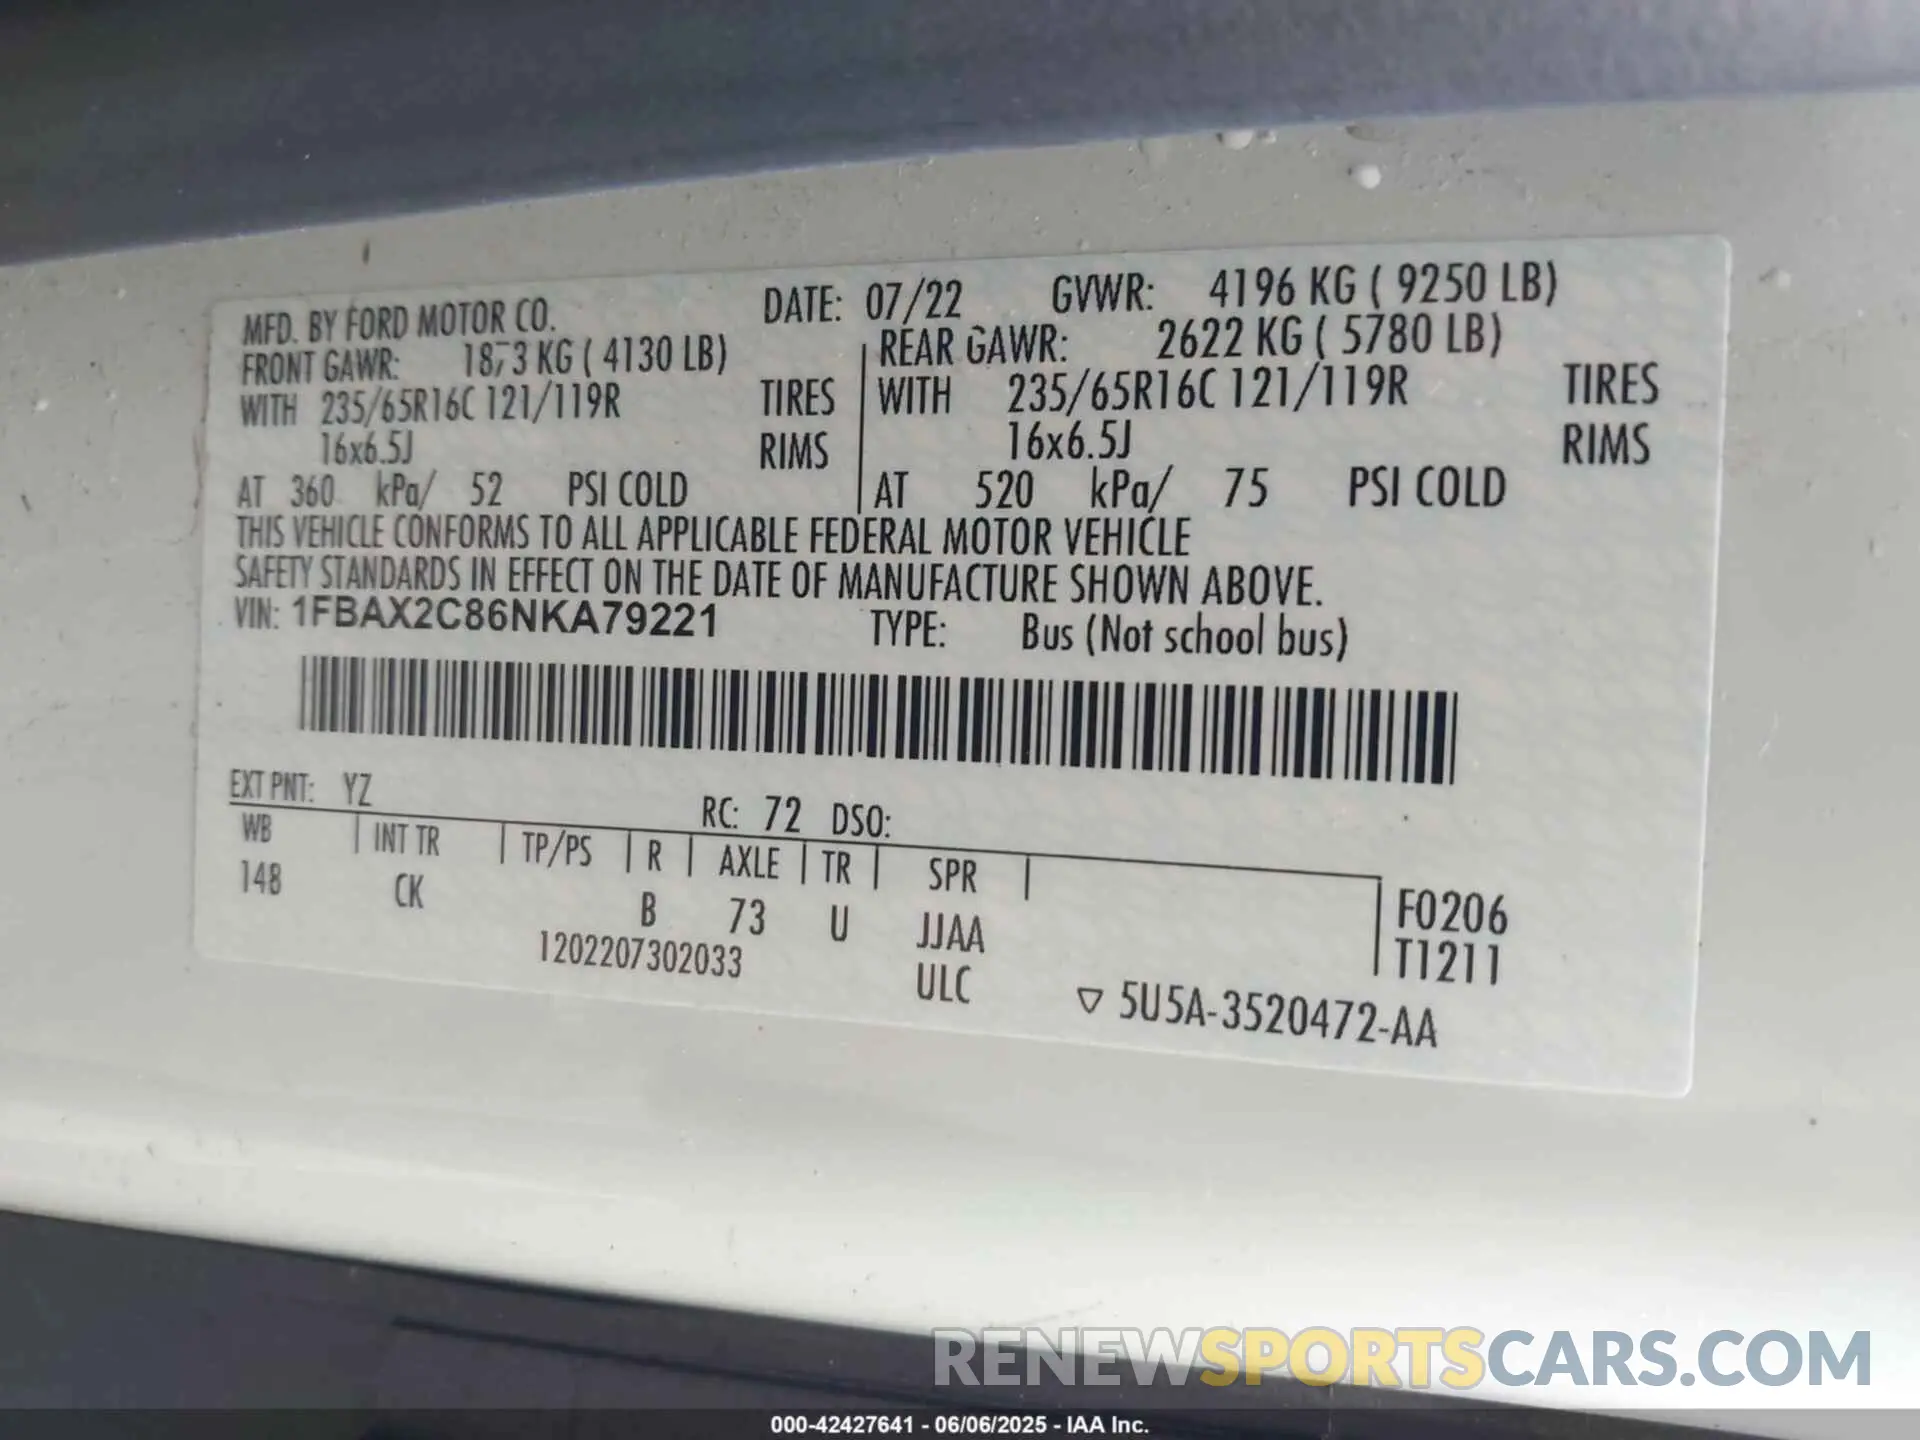 MFD. BY FORD MOTOR CO. DATE: 07/22 GVWR: 4196 KG ( 9250 LB)
FRONT GAWR: 1873 KG ( 4130 LB) REAR GAWR: 2622 KG ( 5780 LB)
WITH 235/65R16C 121/119R TIRES WITH 235/65R16C 121/119R TIRES
16x6.5J RIMS 16x6.5J RIMS
AT 360 kPa/ 52 PSI COLD AT 520 kPa/ 75 PSI COLD
THIS VEHICLE CONFORMS TO ALL APPLICABLE FEDERAL MOTOR VEHICLE
SAFETY STANDARDS IN EFFECT ON THE DATE OF MANUFACTURE SHOWN ABOVE.
VIN: 1FBAX2C86NKA79221 TYPE: Bus (Not school bus)
EXT PNT: YZ RC: 72 DSO:
WB INT TR TP/PS R AXLE TR SPR
148 CK B 73 U JJAA F0206
1202207302033 ULC T1211
▽ 5U5A-3520472-AA
RENEWSPORTSCARS.COM
000-42427641 - 06/06/2025 - IAA Inc.